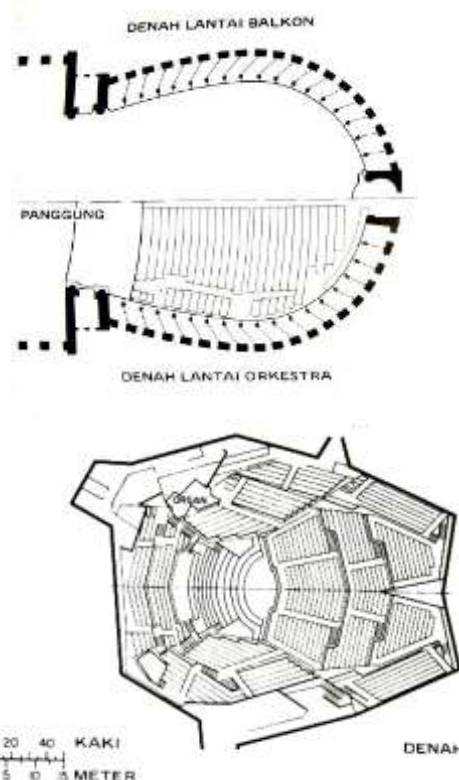 DENAH LANTAI BALKON
PANGGUNG
DENAH LANTAI ORKESTRA
ORGAN
20 40 KAKI
5 10 15 METER
DENAH